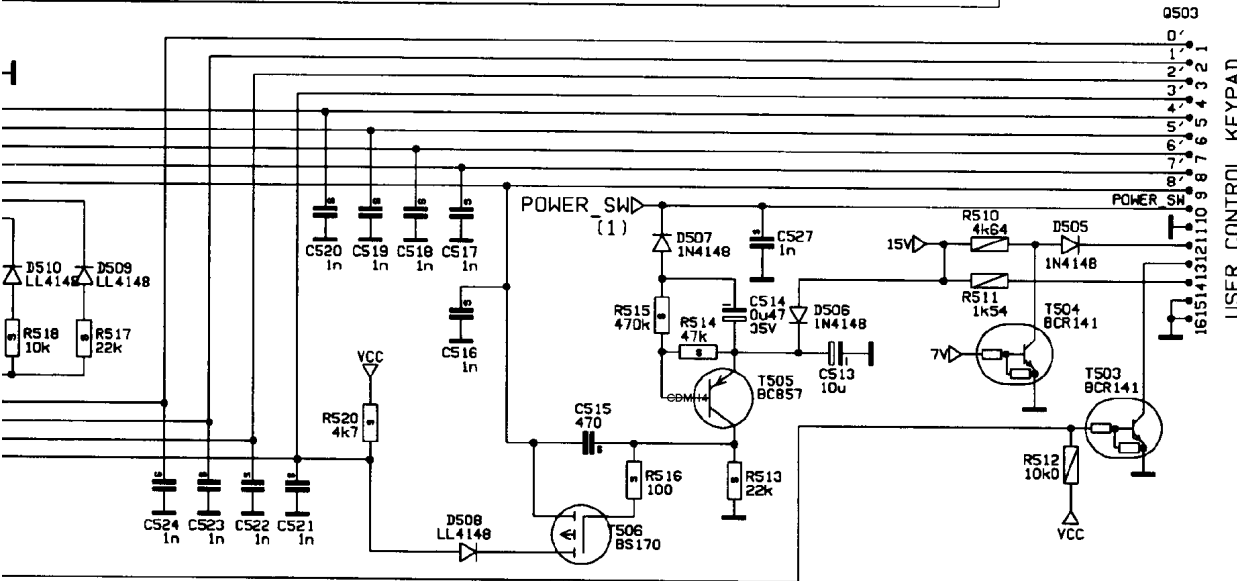 Q503
0′ 1
1′ 2
2′ 3
3′ 4
4′ 5
5′ 6
6′ 7
7′ 8
8′ 9
POWER_SW 10
11
12
13
14
15
16
USER CONTROL KEYPAD
C520
1n
C519
1n
C518
1n
C517
1n
POWER_SW
(1)
D507
1N4148
C527
1n
R510
4k64
D505
1N4148
15V
R511
1k54
D510
LL4148
D509
LL4148
R518
10k
R517
22k
C516
1n
R515
470k
R514
47k
C514
0u47
35V
D506
1N4148
C513
10u
T504
BCR141
7V
T503
BCR141
VCC
R520
4k7
T505
BC857
C515
470
R516
100
R513
22k
R512
10k0
VCC
C524
1n
C523
1n
C522
1n
C521
1n
D508
LL4148
T506
BS170